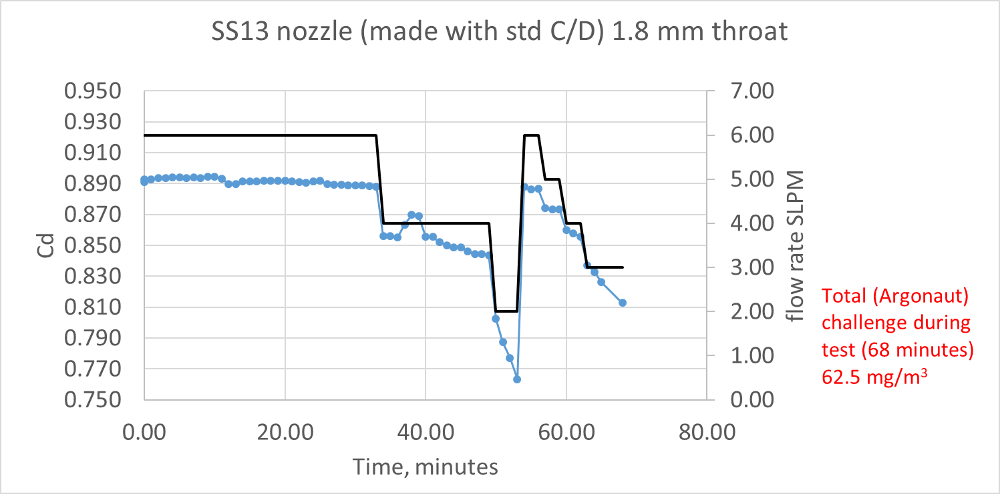 SS13 nozzle (made with std C/D) 1.8 mm throat
0.950
0.930
0.910
0.890
0.870
0.850
0.830
0.810
0.790
0.770
0.750
Cd
7.00
6.00
5.00
4.00
3.00
2.00
1.00
0.00
flow rate SLPM
0.00 20.00 40.00 60.00 80.00
Time, minutes
Total (Argonaut)
challenge during
test (68 minutes)
62.5 mg/m³